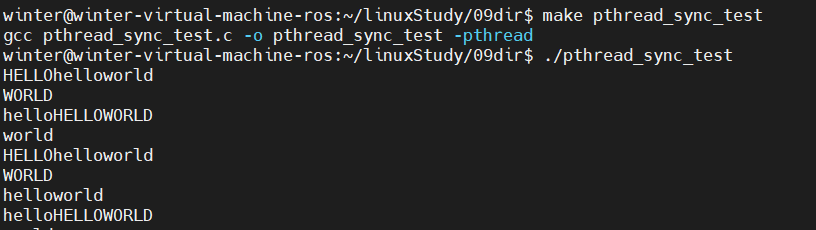 winter@winter-virtual-machine-ros:~/linuxStudy/09dir$ make pthread_sync_test
gcc pthread_sync_test.c -o pthread_sync_test -pthread
winter@winter-virtual-machine-ros:~/linuxStudy/09dir$ ./pthread_sync_test
HELLOhelloworld
WORLD
helloHELLOWORLD
world
HELLOhelloworld
WORLD
helloworld
helloHELLOWORLD